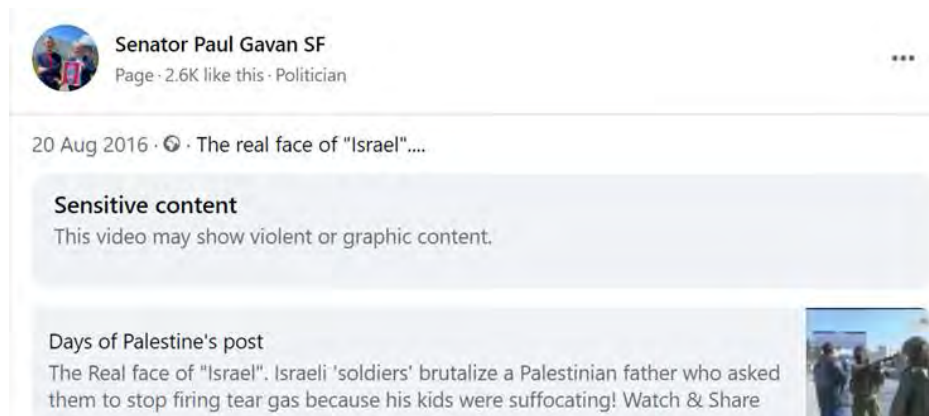 Senator Paul Gavan SF
Page · 2.6K like this · Politician
20 Aug 2016 · The real face of "Israel"....
Sensitive content
This video may show violent or graphic content.
Days of Palestine's post
The Real face of "Israel". Israeli 'soldiers' brutalize a Palestinian father who asked
them to stop firing tear gas because his kids were suffocating! Watch & Share